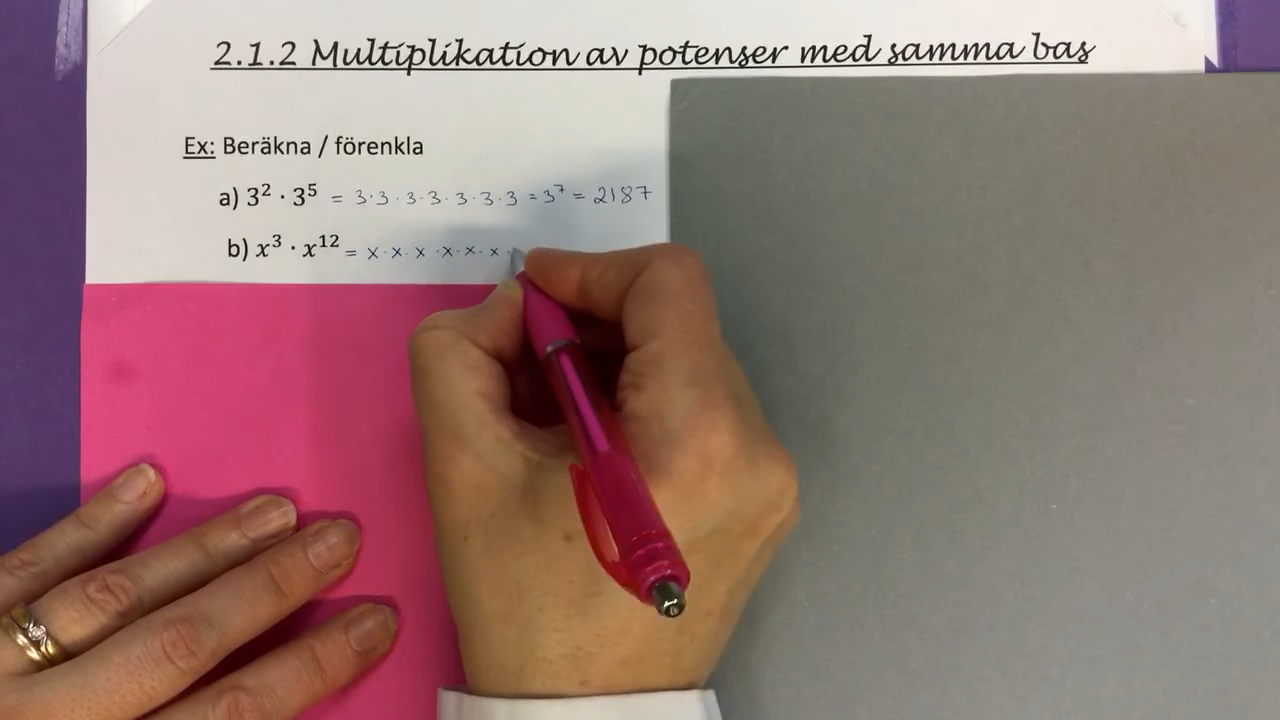 2.1.2 Multiplikation av potenser med samma bas
Ex: Beräkna / förenkla
a) 3² · 3⁵ = 3·3·3·3·3·3·3 = 3⁷ = 2187
b) x³ · x¹² = x·x·x·x·x·x·